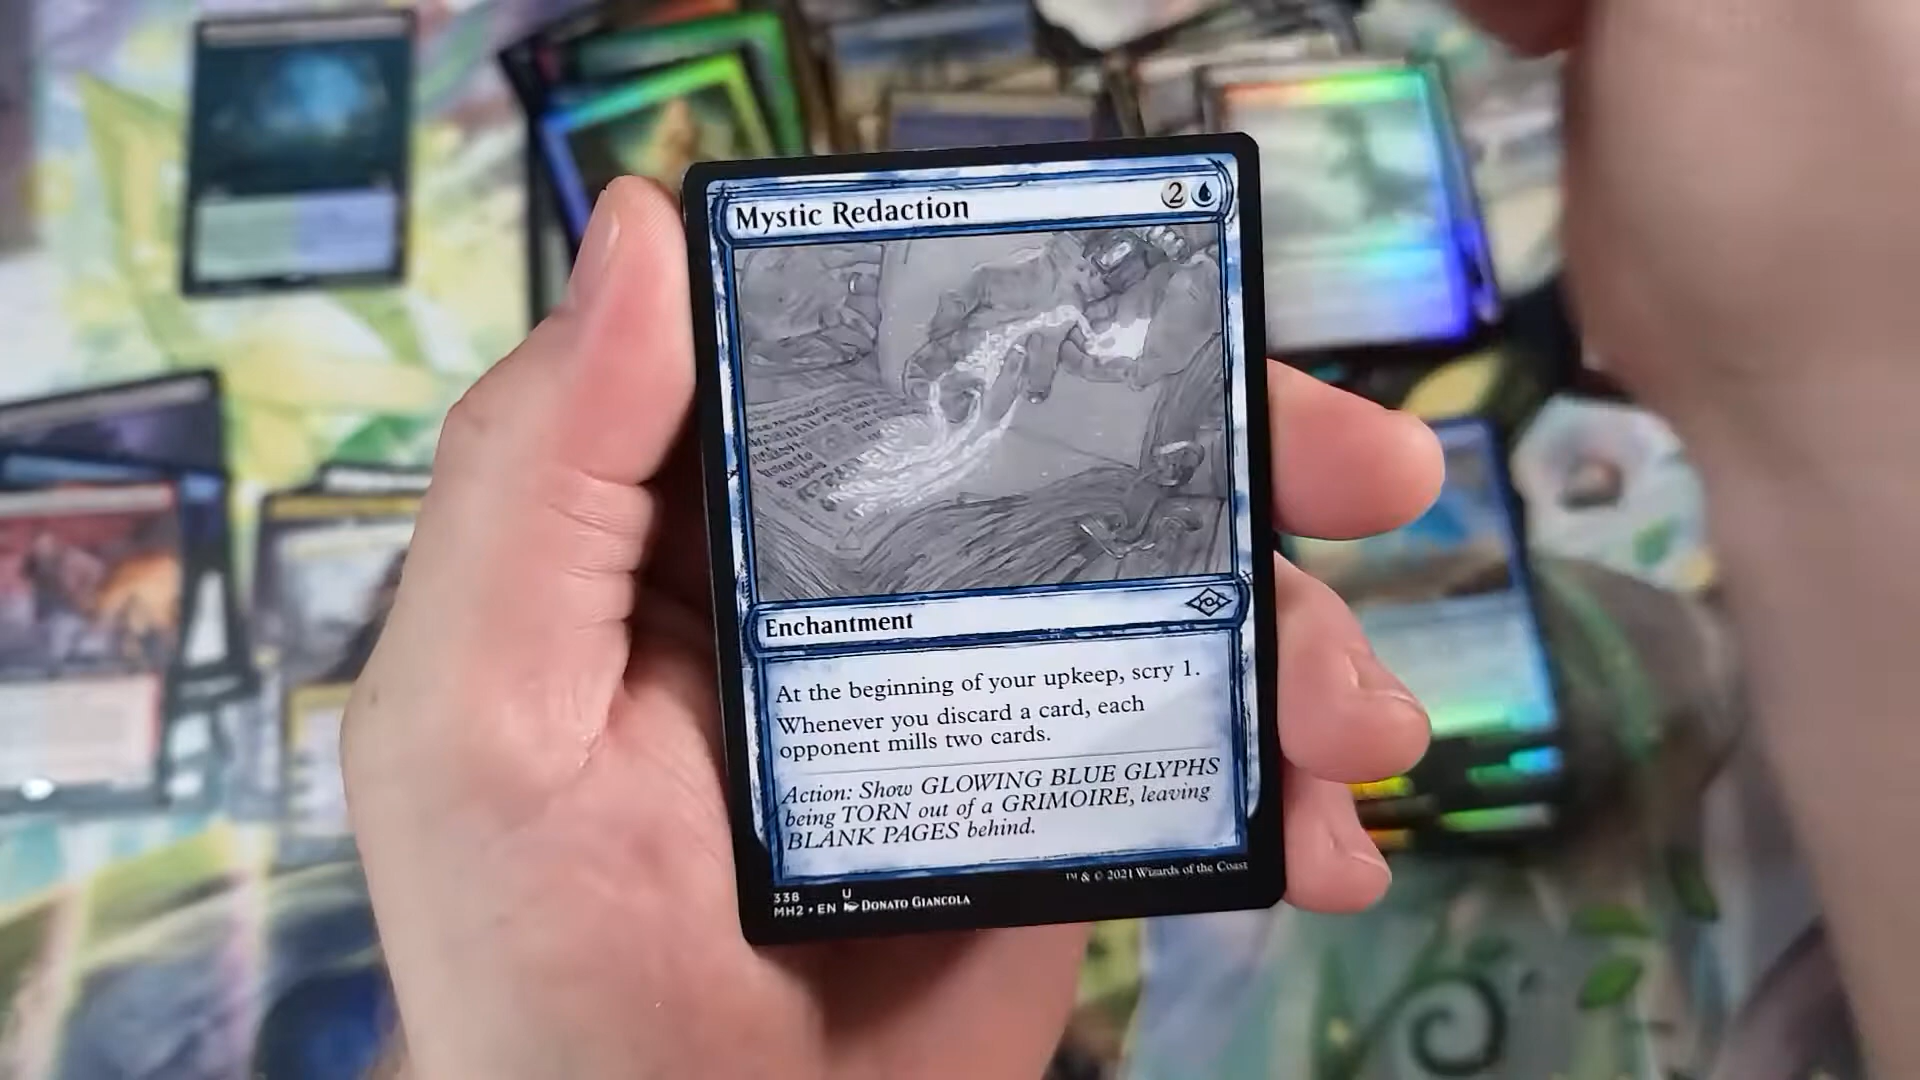 Mystic Redaction 2
Enchantment
At the beginning of your upkeep, scry 1.
Whenever you discard a card, each
opponent mills two cards.
Action: Show GLOWING BLUE GLYPHS
being TORN out of a GRIMOIRE, leaving
BLANK PAGES behind.
338 U
MH2 • EN DONATO GIANCOLA
™ & © 2021 Wizards of the Coast